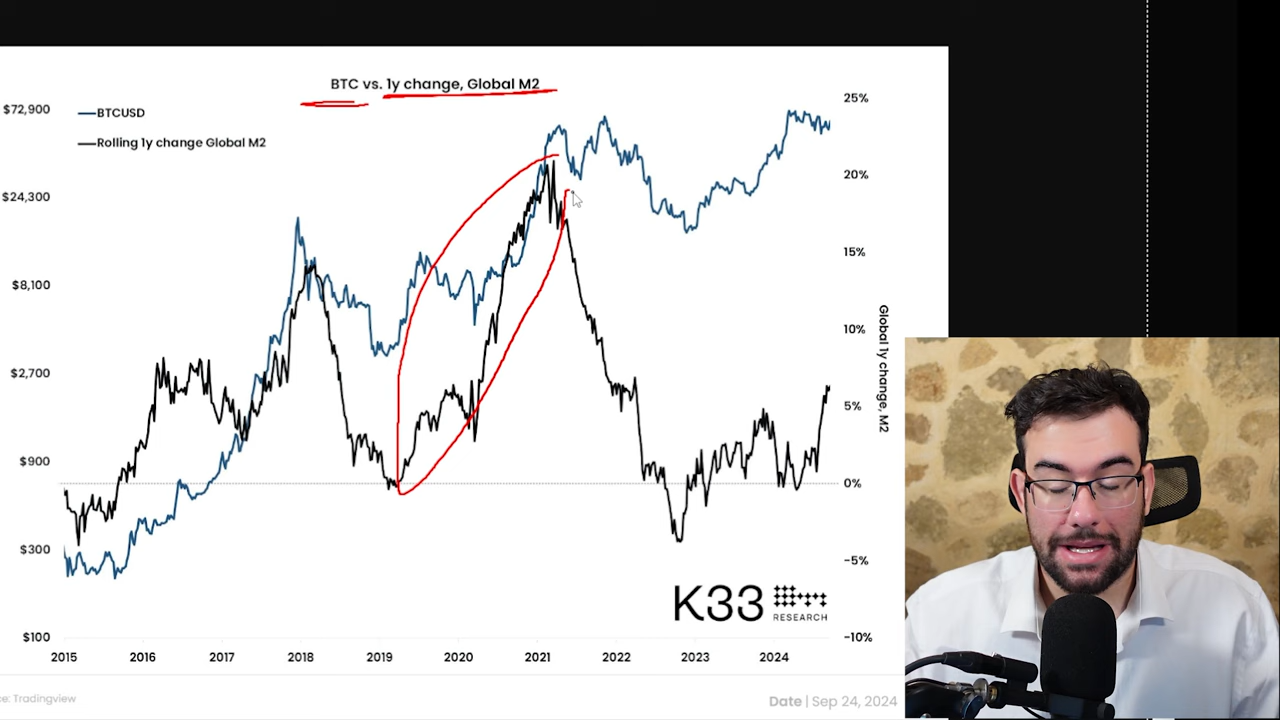 BTC vs. 1y change, Global M2
BTCUSD
Rolling 1y change Global M2
$72,900
$24,300
$8,100
$2,700
$900
$300
$100
25%
20%
15%
10%
5%
0%
-5%
-10%
Global 1y change, M2
2015 2016 2017 2018 2019 2020 2021 2022 2023 2024
K33
RESEARCH
ce: Tradingview
Date | Sep 24, 2024